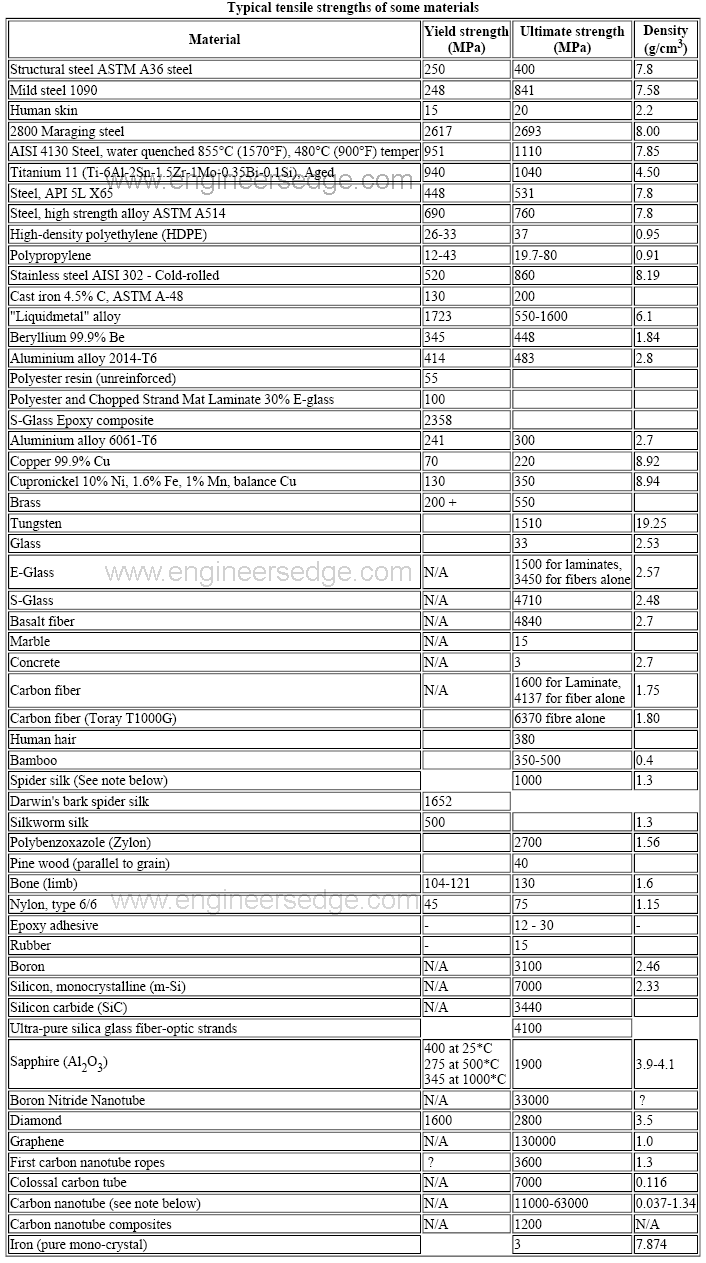 Typical tensile strengths of some materials
Material Yield strength (MPa) Ultimate strength (MPa) Density (g/cm³)
Structural steel ASTM A36 steel 250 400 7.8
Mild steel 1090 248 841 7.58
Human skin 15 20 2.2
2800 Maraging steel 2617 2693 8.00
AISI 4130 Steel, water quenched 855°C (1570°F), 480°C (900°F) temper 951 1110 7.85
Titanium 11 (Ti-6Al-2Sn-1.5Zr-1Mo-0.35Bi-0.1Si), Aged 940 1040 4.50
www.engineersedge.com
Steel, API 5L X65 448 531 7.8
Steel, high strength alloy ASTM A514 690 760 7.8
High-density polyethylene (HDPE) 26-33 37 0.95
Polypropylene 12-43 19.7-80 0.91
Stainless steel AISI 302 - Cold-rolled 520 860 8.19
Cast iron 4.5% C, ASTM A-48 130 200
"Liquidmetal" alloy 1723 550-1600 6.1
Beryllium 99.9% Be 345 448 1.84
Aluminium alloy 2014-T6 414 483 2.8
Polyester resin (unreinforced) 55
Polyester and Chopped Strand Mat Laminate 30% E-glass 100
S-Glass Epoxy composite 2358
Aluminium alloy 6061-T6 241 300 2.7
Copper 99.9% Cu 70 220 8.92
Cupronickel 10% Ni, 1.6% Fe, 1% Mn, balance Cu 130 350 8.94
Brass 200 + 550
Tungsten 1510 19.25
Glass 33 2.53
E-Glass www.engineersedge.com N/A 1500 for laminates, 3450 for fibers alone 2.57
S-Glass N/A 4710 2.48
Basalt fiber N/A 4840 2.7
Marble N/A 15
Concrete N/A 3 2.7
Carbon fiber N/A 1600 for Laminate, 4137 for fiber alone 1.75
Carbon fiber (Toray T1000G) 6370 fibre alone 1.80
Human hair 380
Bamboo 350-500 0.4
Spider silk (See note below) 1000 1.3
Darwin's bark spider silk 1652
Silkworm silk 500 1.3
Polybenzoxazole (Zylon) 2700 1.56
Pine wood (parallel to grain) 40
Bone (limb) 104-121 130 1.6
Nylon, type 6/6 www.engineersedge.com 45 75 1.15
Epoxy adhesive - 12 - 30 -
Rubber - 15
Boron N/A 3100 2.46
Silicon, monocrystalline (m-Si) N/A 7000 2.33
Silicon carbide (SiC) N/A 3440
Ultra-pure silica glass fiber-optic strands 4100
Sapphire (Al₂O₃) 400 at 25*C 275 at 500*C 345 at 1000*C 1900 3.9-4.1
Boron Nitride Nanotube N/A 33000 ?
Diamond 1600 2800 3.5
Graphene N/A 130000 1.0
First carbon nanotube ropes ? 3600 1.3
Colossal carbon tube N/A 7000 0.116
Carbon nanotube (see note below) N/A 11000-63000 0.037-1.34
Carbon nanotube composites N/A 1200 N/A
Iron (pure mono-crystal) 3 7.874